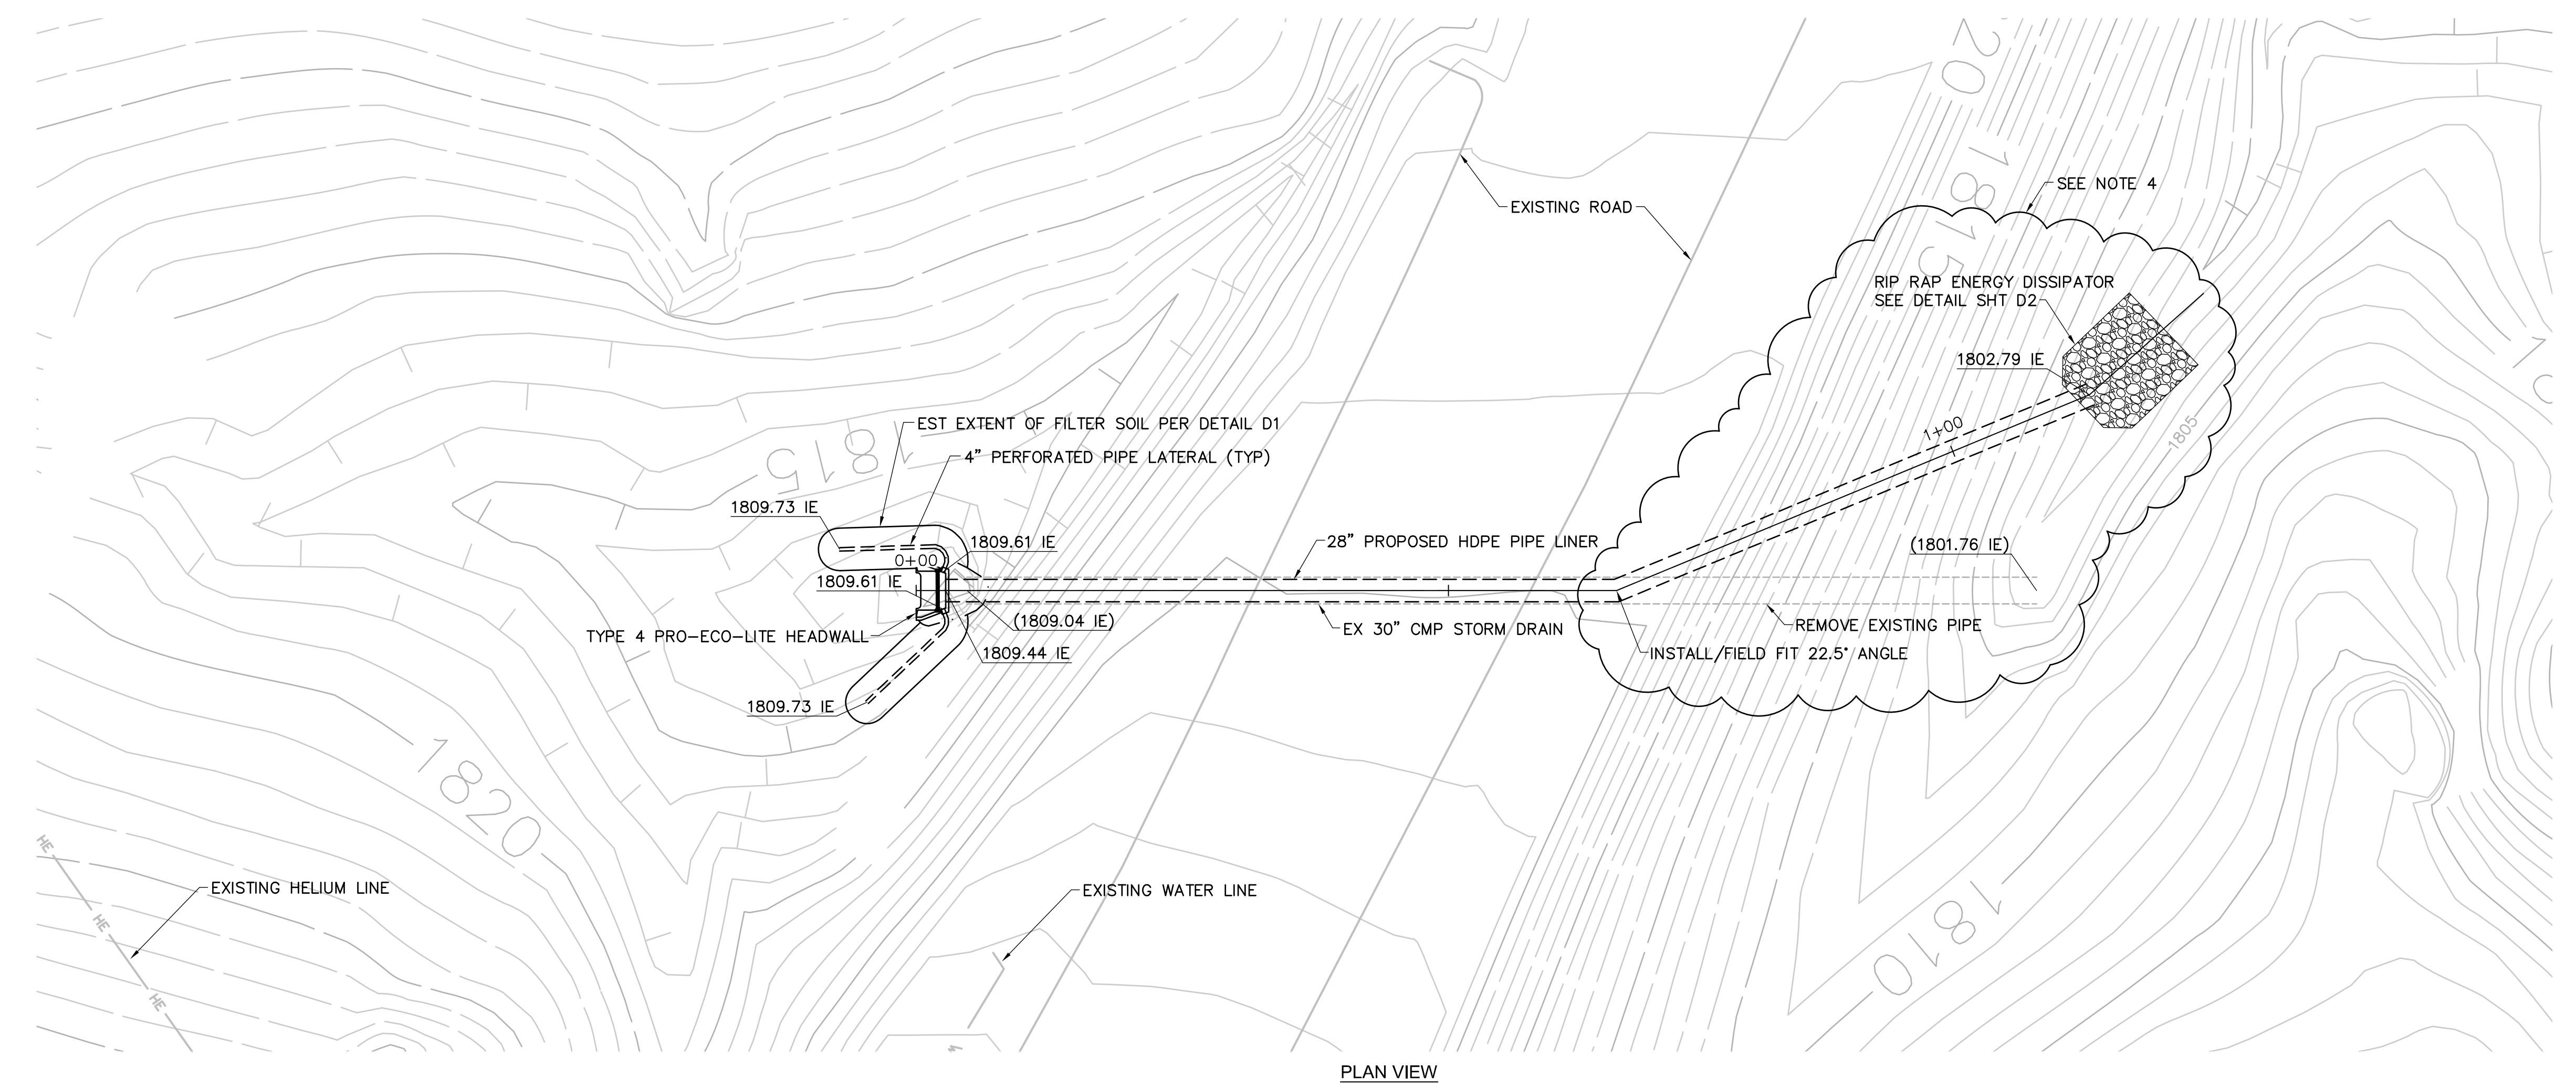 20
1815
SEE NOTE 4
EXISTING ROAD
RIP RAP ENERGY DISSIPATOR
SEE DETAIL SHT D2
1802.79 IE
1+00
1805
EST EXTENT OF FILTER SOIL PER DETAIL D1
4" PERFORATED PIPE LATERAL (TYP)
1815
1809.73 IE
0+00
1809.61 IE
1809.61 IE
28" PROPOSED HDPE PIPE LINER
(1801.76 IE)
(1809.04 IE)
TYPE 4 PRO-ECO-LITE HEADWALL
EX 30" CMP STORM DRAIN
REMOVE EXISTING PIPE
1809.44 IE
INSTALL/FIELD FIT 22.5° ANGLE
1809.73 IE
1820
HE
EXISTING HELIUM LINE
HE
HE
EXISTING WATER LINE
1810
PLAN VIEW